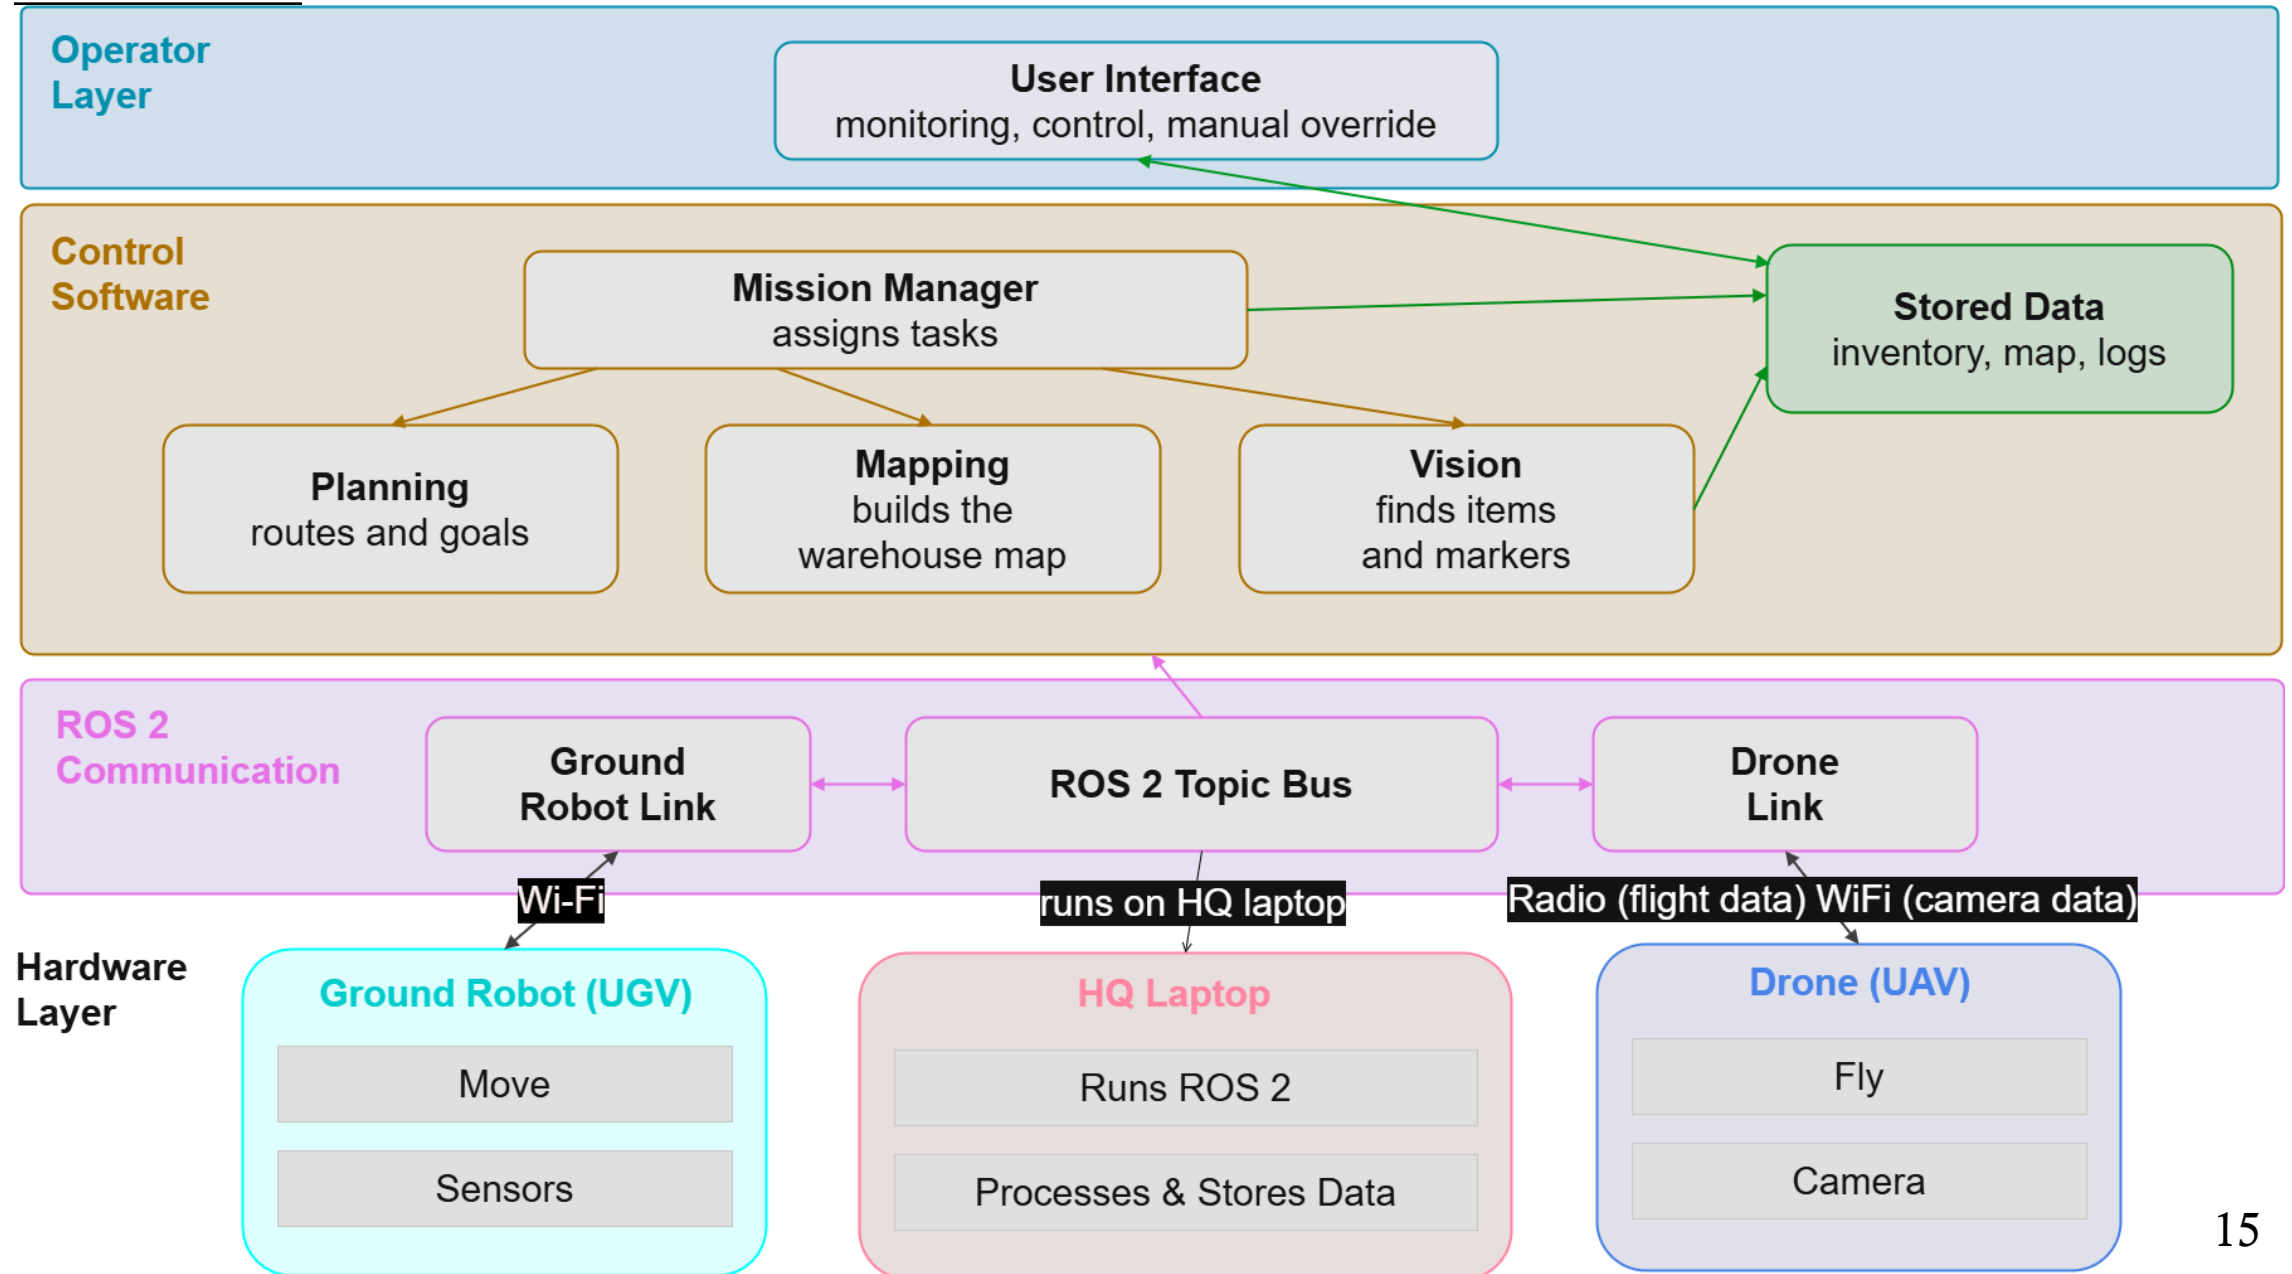 Operator
Layer
User Interface
monitoring, control, manual override
Control
Software
Mission Manager
assigns tasks
Stored Data
inventory, map, logs
Planning
routes and goals
Mapping
builds the
warehouse map
Vision
finds items
and markers
ROS 2
Communication
Ground
Robot Link
ROS 2 Topic Bus
Drone
Link
Wi-Fi
runs on HQ laptop
Radio (flight data) WiFi (camera data)
Hardware
Layer
Ground Robot (UGV)
Move
Sensors
HQ Laptop
Runs ROS 2
Processes & Stores Data
Drone (UAV)
Fly
Camera
15